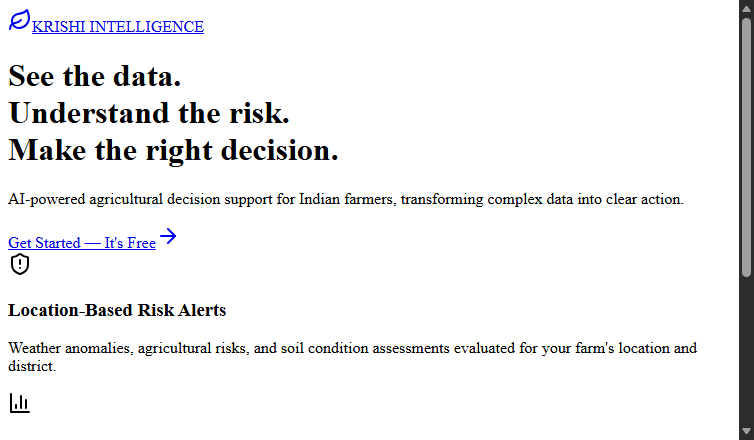 KRISHI INTELLIGENCE
See the data.
Understand the risk.
Make the right decision.
AI-powered agricultural decision support for Indian farmers, transforming complex data into clear action.
Get Started — It's Free
Location-Based Risk Alerts
Weather anomalies, agricultural risks, and soil condition assessments evaluated for your farm's location and
district.